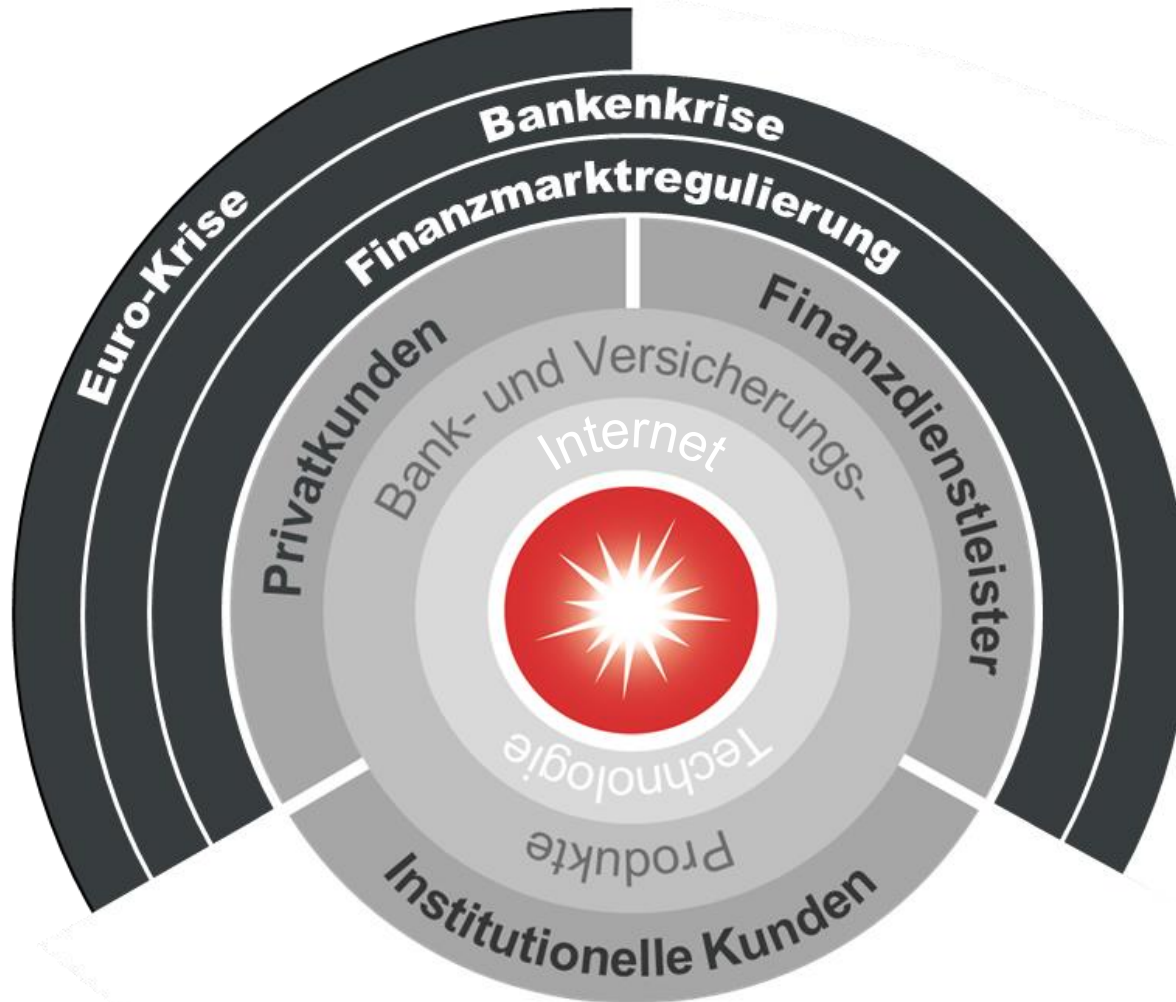 Euro-Krise
Bankenkrise
Finanzmarktregulierung
Privatkunden
Finanzdienstleister
Bank- und Versicherungs-
Internet
Technologie
Produkte
Institutionelle Kunden